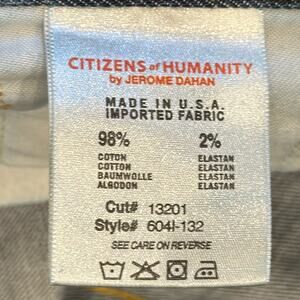 CITIZENS of HUMANITY
by JEROME DAHAN
MADE IN U.S.A.
IMPORTED FABRIC
98% 2%
COTON ELASTAN
COTTON ELASTAN
BAUMWOLLE ELASTAN
ALGODON ELASTAN
Cut# 13201
Style# 604I-132
SEE CARE ON REVERSE